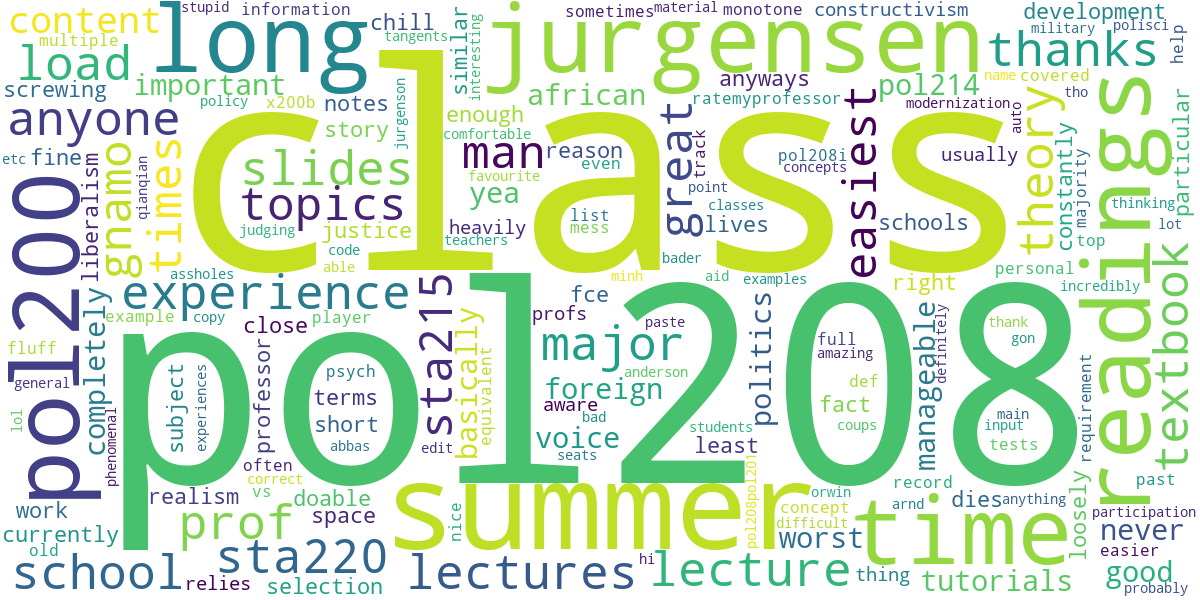 stupid
information
sometimes
material
monotone
constructivism
development
content
long
chill
similar
jurgensen
military
polisci
multiple
tangents
interesting
thanks
help
load
class
anyways
name
covered
screwing
important
african
ratemyprofessor
pol214
tho
policy
x200b
notes
jurgenson
enough
modernization
auto
anyone
story
comfortable
great
track
easiest
theory
constantly
majority
readings
particular
times
slides
man
reason
even
pol208i
usually
etc
fine
gnamo
qianqian
favourite
concepts
thinking
liberalism
topics
yea
point
classes
list
mess
lives
schools
lot
pol200
judging
justice
heavily
teachers
code
top
textbook
assholes
able
minh
bader
aid
examples
right
personal
incredibly
completely
experience
sta215
fce
politics
manageable
definitely
example
copy
player
basically
equivalent
profs
paste
full
amazing
thank
gon
fluff
close
pol208
major
general
subject
experiences
professor
psych
terms
anderson
foreign
def
requirement
lol
phenomenal
short
aware
bad
fact
coups
main
input
abbas
voice
students
tests
edit
seats
least
often
correct
past
realism
vs
doable
summer
pol208pol201
record
orwin
time
loosely
dies
anything
work
prof
space
nice
concept
arnd
participation
currently
difficult
worst
never
old
sta220
hi
easier
school
relies
selection
lectures
lecture
thing
tutorials
good
probably